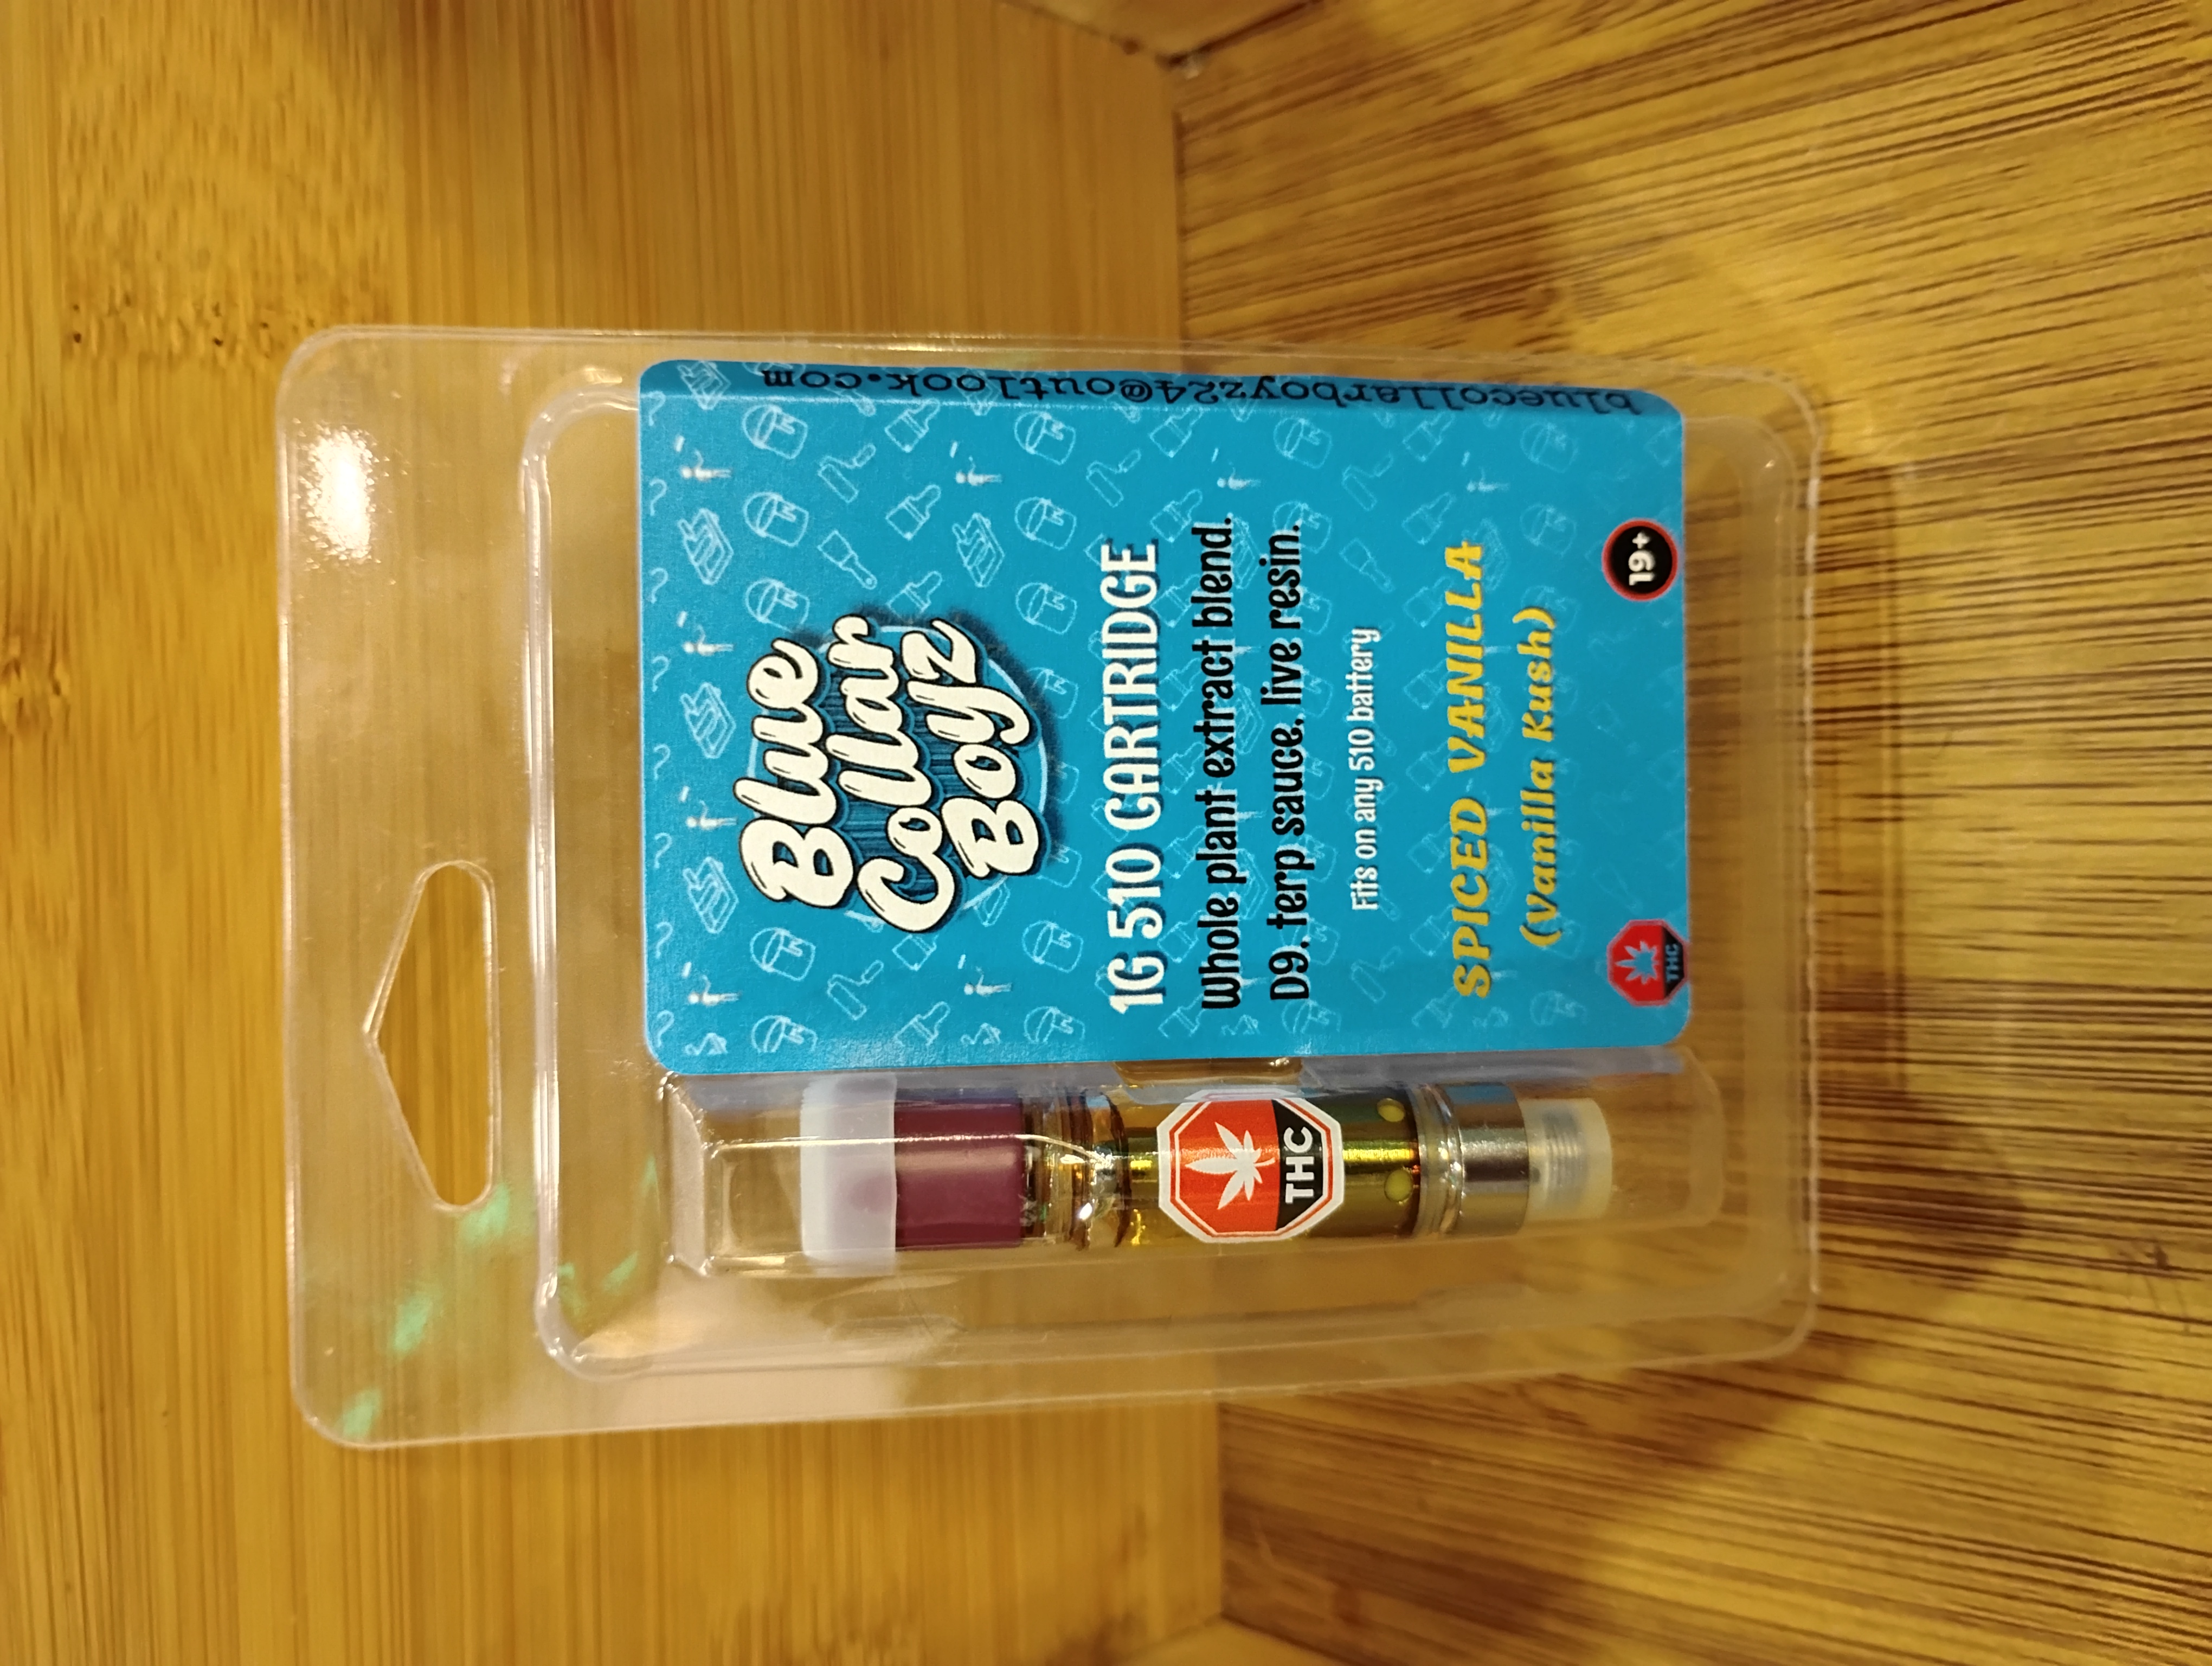 Blue
Collar
Boyz
1G 510 CARTRIDGE
Whole plant extract blend.
D9. terp sauce. live resin.
Fits on any 510 battery
SPICED VANILLA
(Vanilla Kush)
THC
19+
THC
bluecollarboyz24@outlook.com